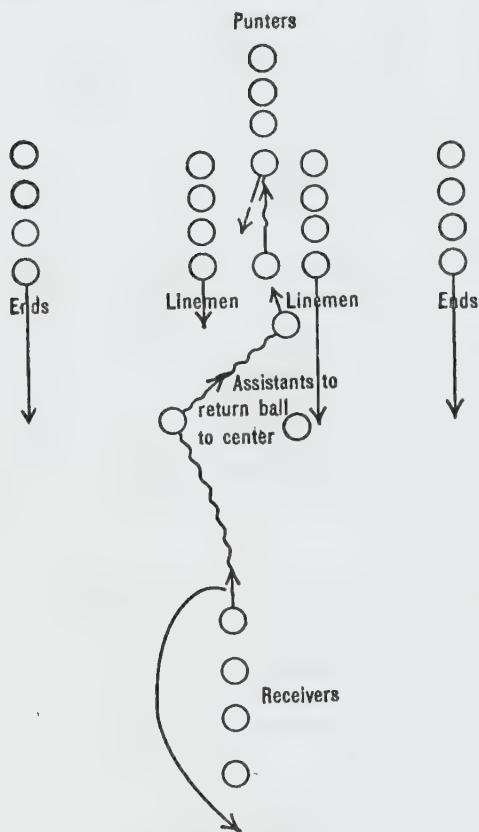 Punters
Ends
Linemen
Linemen
Ends
Assistants to
return ball
to center
Receivers